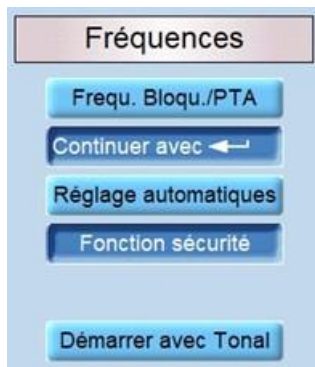 Fréquences
Frequ. Bloqu./PTA
Continuer avec
Réglage automatiques
Fonction sécurité
Démarrer avec Tonal